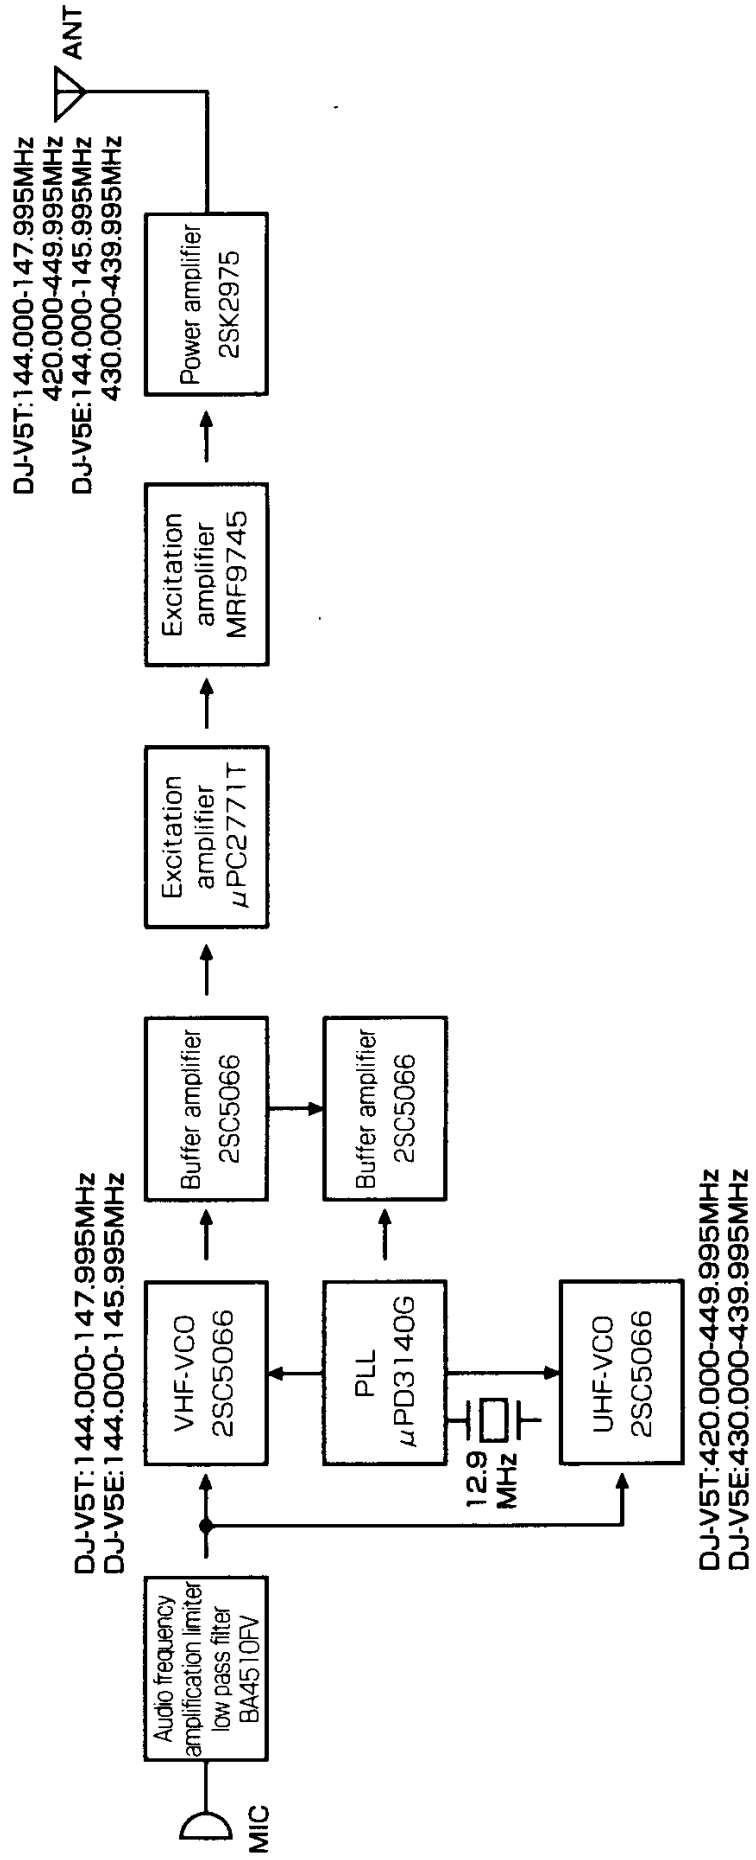 MIC
Audio frequency
amplification limiter
low pass filter
BA4510FV
DJ-V5T:144.000-147.995MHz
DJ-V5E:144.000-145.995MHz
VHF-VCO
2SC5066
PLL
μPD3140G
12.9
MHz
UHF-VCO
2SC5066
DJ-V5T:420.000-449.995MHz
DJ-V5E:430.000-439.995MHz
Buffer amplifier
2SC5066
Buffer amplifier
2SC5066
Excitation
amplifier
μPC2771T
Excitation
amplifier
MRF9745
Power amplifier
2SK2975
DJ-V5T:144.000-147.995MHz
420.000-449.995MHz
DJ-V5E:144.000-145.995MHz
430.000-439.995MHz
ANT